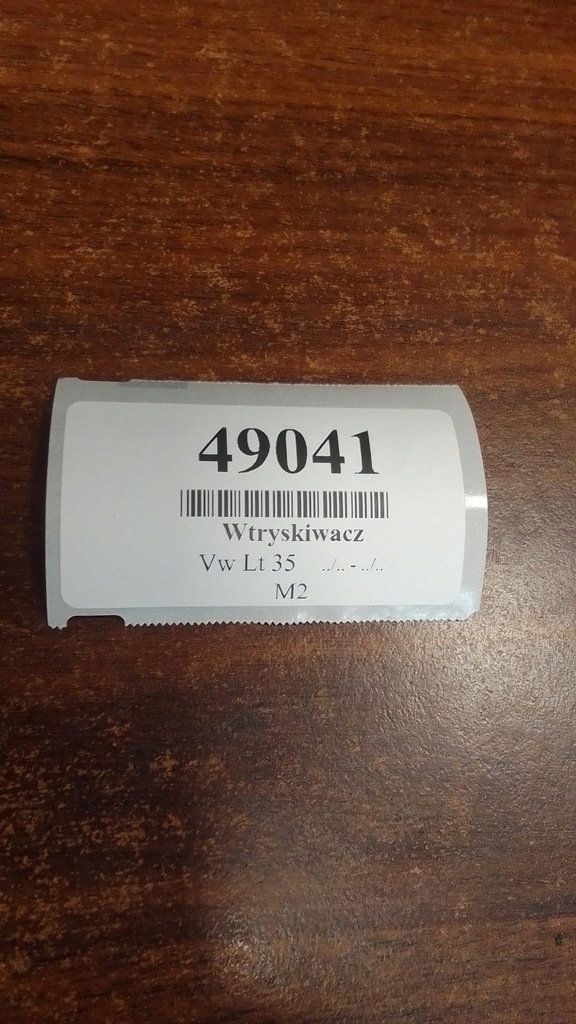 49041
Wtryskiwacz
Vw Lt 35 ../.. - ../..
M2